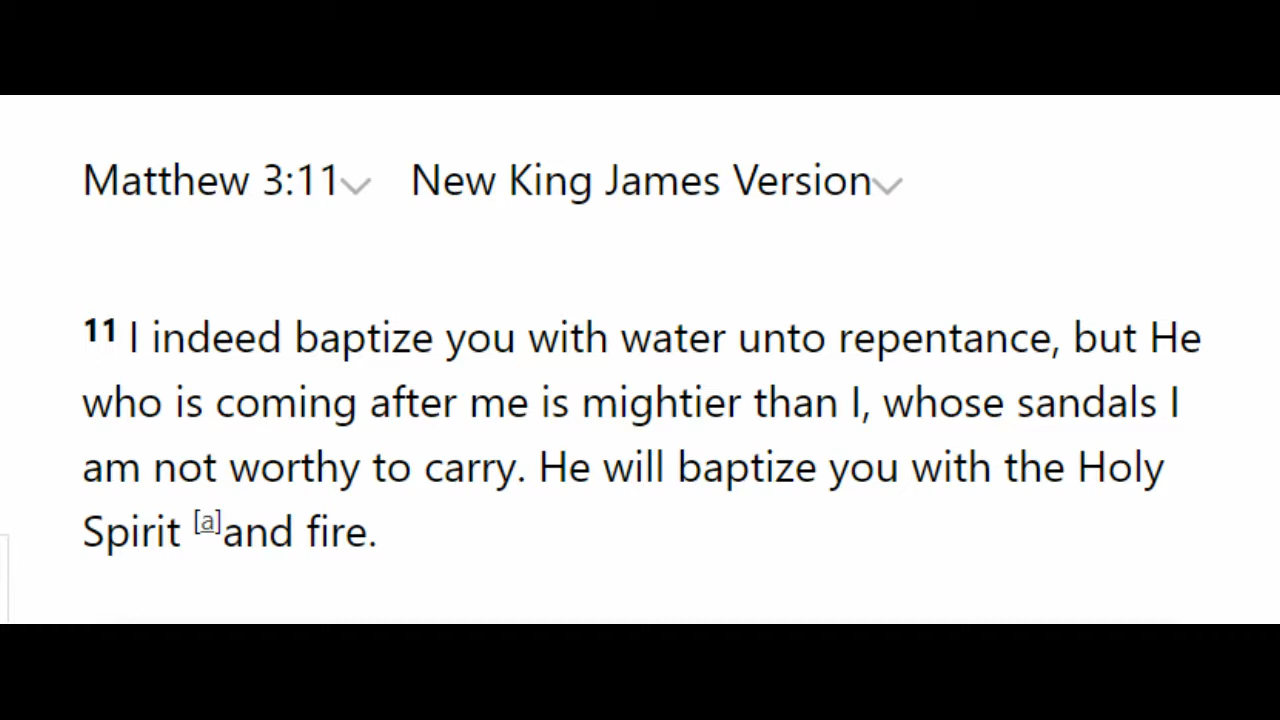 Matthew 3:11 New King James Version
11 I indeed baptize you with water unto repentance, but He
who is coming after me is mightier than I, whose sandals I
am not worthy to carry. He will baptize you with the Holy
Spirit [a]and fire.